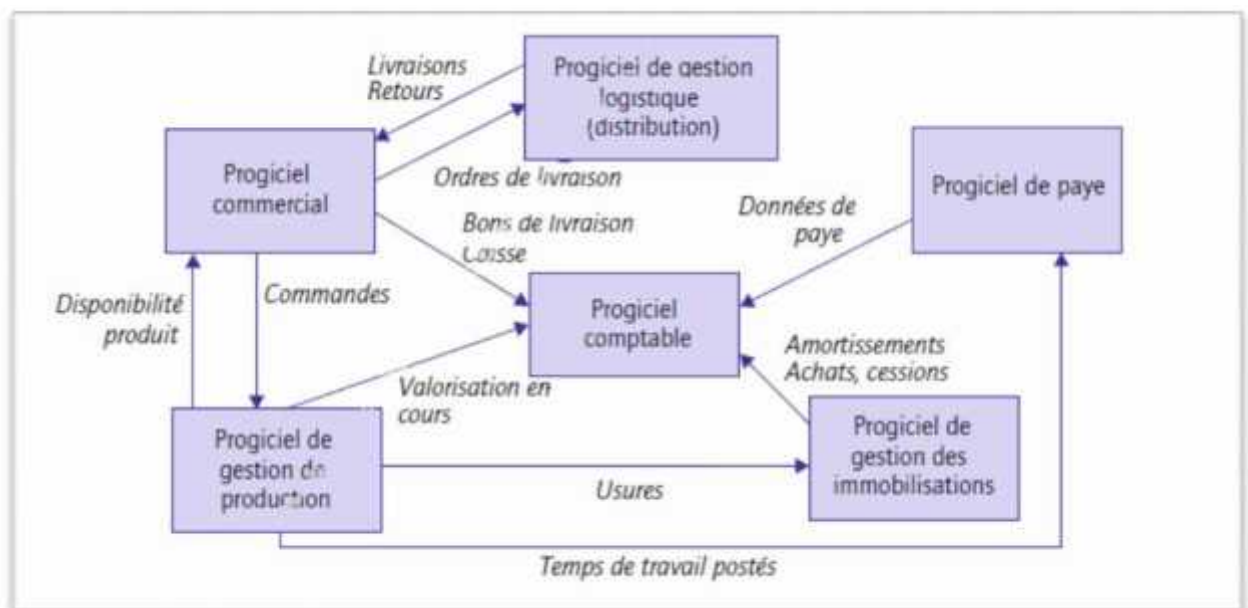 Livraisons
Retours
Progiciel de gestion
logistique
(distribution)
Progiciel
commercial
Ordres de livraison
Progiciel de paye
Données de
paye
Bons de livraison
Caisse
Disponibilité
produit
Commandes
Progiciel
comptable
Amortissements
Achats, cessions
Valorisation en
cours
Progiciel de
gestion de
production
Usures
Progiciel de
gestion des
immobilisations
Temps de travail postés